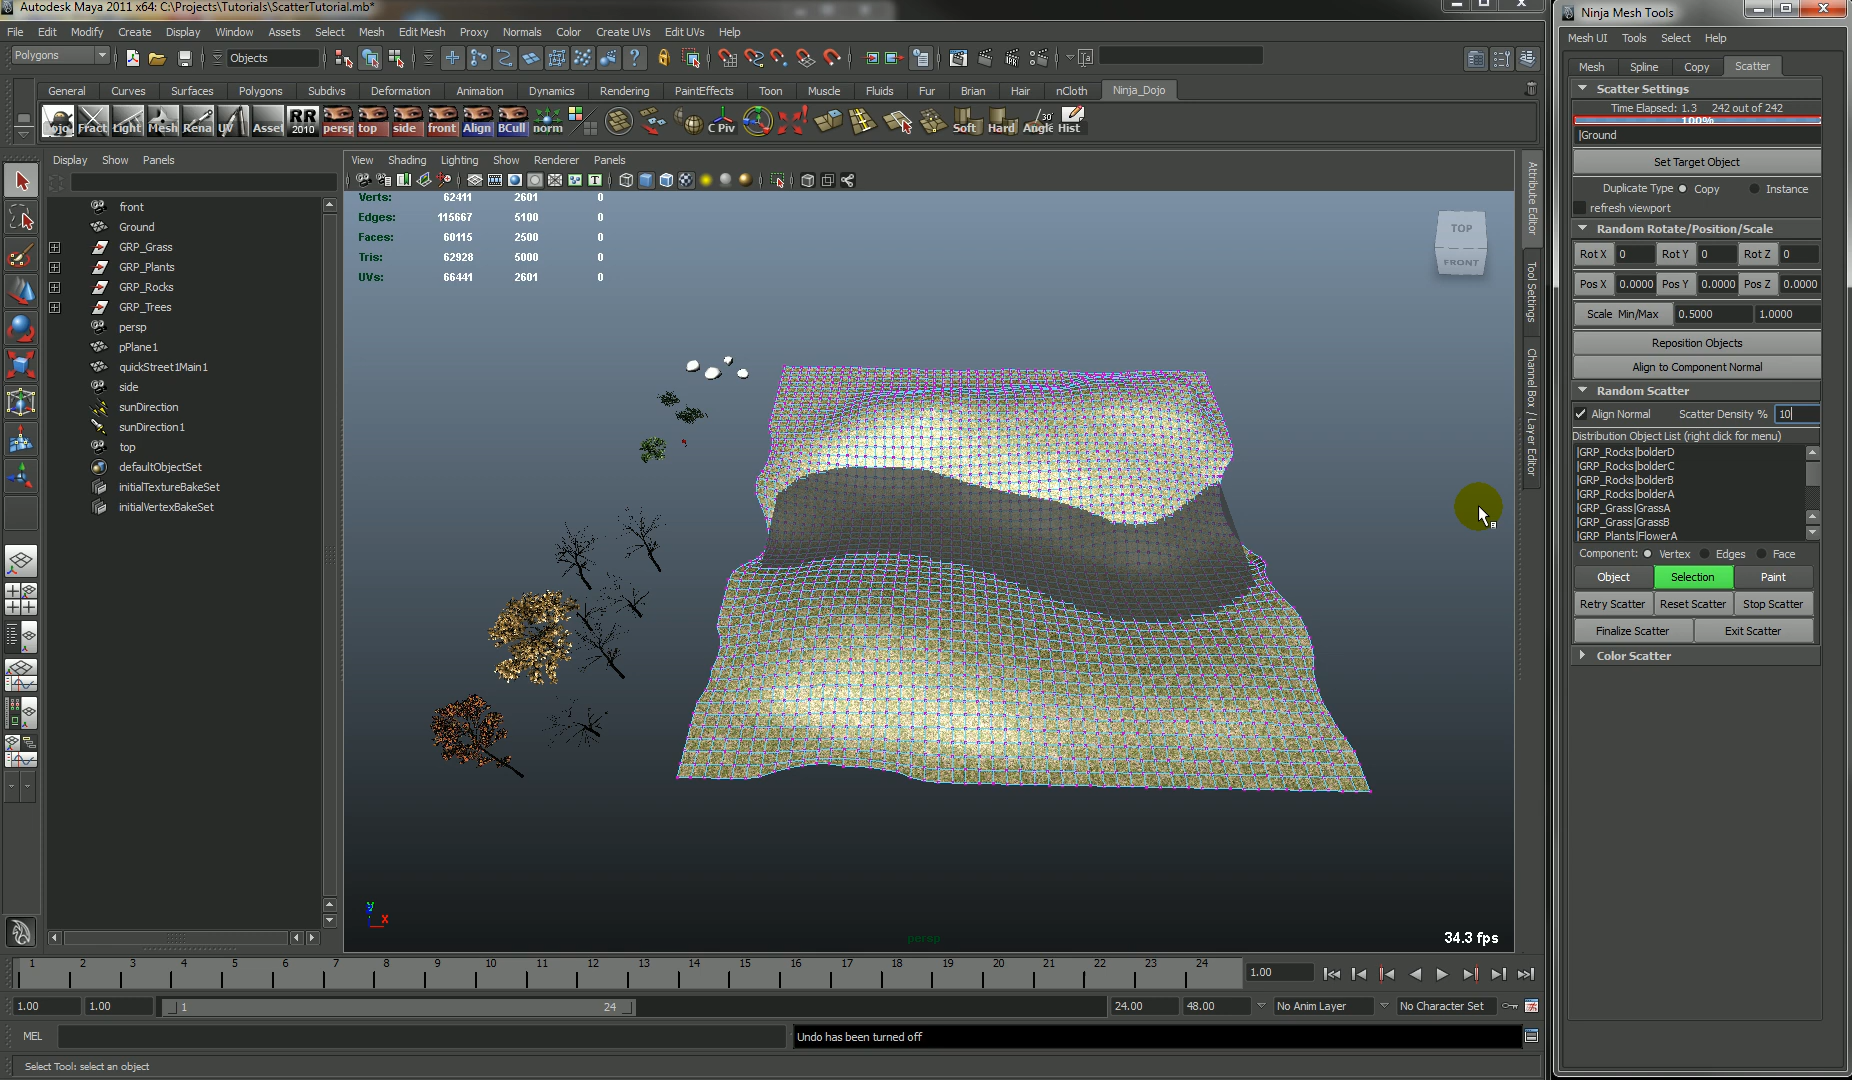 Autodesk Maya 2011 x64: C:\Projects\Tutorials\ScatterTutorial.mb*
File Edit Modify Create Display Window Assets Select Mesh Edit Mesh Proxy Normals Color Create UVs Edit UVs Help
Polygons Objects
General Curves Surfaces Polygons Subdivs Deformation Animation Dynamics Rendering PaintEffects Toon Muscle Fluids Fur Brian Hair nCloth Ninja_Dojo
Fract Light Mesh Rena UV Asset RR 2010 persp top side front Align BCull norm C Piv Soft Hard Angle 30 Hist
Display Show Panels
View Shading Lighting Show Renderer Panels
front
Ground
GRP_Grass
GRP_Plants
GRP_Rocks
GRP_Trees
persp
pPlane1
quickStreet1Main1
side
sunDirection
sunDirection1
top
defaultObjectSet
initialTextureBakeSet
initialVertexBakeSet
Verts: 62411 2601 0
Edges: 115667 5100 0
Faces: 60115 2500 0
Tris: 62928 5000 0
UVs: 66441 2601 0
TOP
FRONT
Y
X
persp
34.3 fps
Attribute Editor
Tool Settings
Channel Box / Layer Editor
1 2 3 4 5 6 7 8 9 10 11 12 13 14 15 16 17 18 19 20 21 22 23 24 1.00
1.00 1.00 1 24 24.00 48.00 No Anim Layer No Character Set
MEL Undo has been turned off
Select Tool: select an object
Ninja Mesh Tools
Mesh UI Tools Select Help
Mesh Spline Copy Scatter
Scatter Settings
Time Elapsed: 1.3 242 out of 242
100%
|Ground
Set Target Object
Duplicate Type Copy Instance
refresh viewport
Random Rotate/Position/Scale
Rot X 0 Rot Y 0 Rot Z 0
Pos X 0.0000 Pos Y 0.0000 Pos Z 0.0000
Scale Min/Max 0.5000 1.0000
Reposition Objects
Align to Component Normal
Random Scatter
Align Normal Scatter Density % 10
Distribution Object List (right click for menu)
|GRP_Rocks|bolderD
|GRP_Rocks|bolderC
|GRP_Rocks|bolderB
|GRP_Rocks|bolderA
|GRP_Grass|GrassA
|GRP_Grass|GrassB
|GRP_Plants|FlowerA
Component: Vertex Edges Face
Object Selection Paint
Retry Scatter Reset Scatter Stop Scatter
Finalize Scatter Exit Scatter
Color Scatter